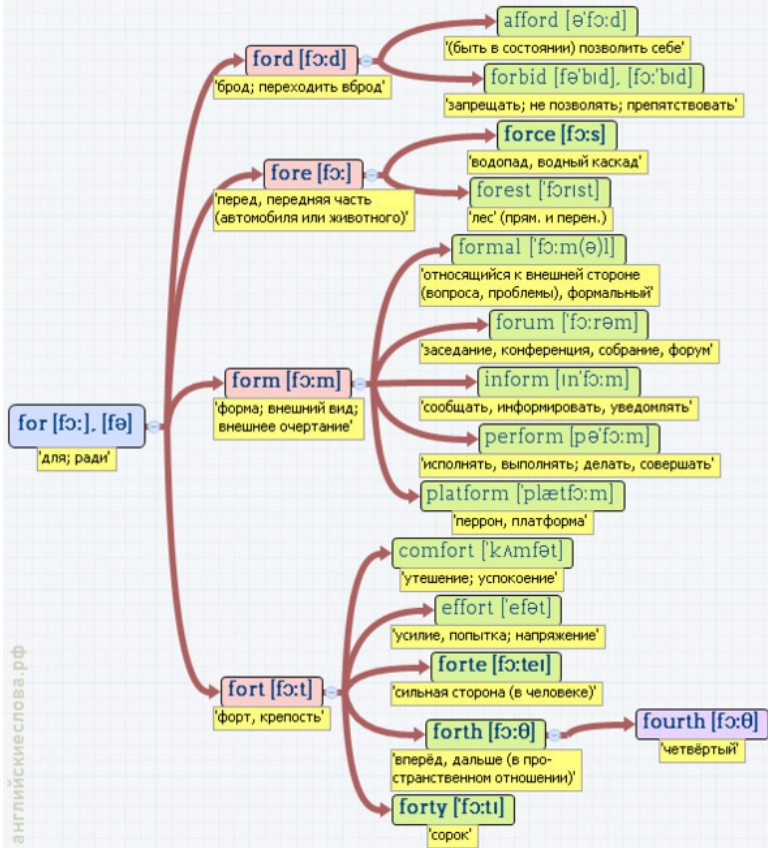 afford [ə'fɔ:d]
'(быть в состоянии) позволить себе'
ford [fɔ:d]
'брод; переходить вброд'
forbid [fə'bɪd], [fɔ:'bɪd]
'запрещать; не позволять; препятствовать'
force [fɔ:s]
'водопад, водный каскад'
fore [fɔ:]
'перед, передняя часть
(автомобиля или животного)'
forest ['fɔrɪst]
'лес' (прям. и перен.)
formal ['fɔ:m(ə)l]
'относящийся к внешней стороне
(вопроса, проблемы), формальный'
forum ['fɔ:rəm]
'заседание, конференция, собрание, форум'
form [fɔ:m]
'форма; внешний вид;
внешнее очертание'
inform [ɪn'fɔ:m]
'сообщать, информировать, уведомлять'
for [fɔ:], [fə]
'для; ради'
perform [pə'fɔ:m]
'исполнять, выполнять; делать, совершать'
platform ['plætfɔ:m]
'перрон, платформа'
comfort ['kʌmfət]
'утешение; успокоение'
effort ['efət]
'усилие, попытка; напряжение'
forte [fɔ:teɪ]
'сильная сторона (в человеке)'
fort [fɔ:t]
'форт, крепость'
forth [fɔ:θ]
'вперёд, дальше (в про-
странственном отношении)'
fourth [fɔ:θ]
'четвёртый'
forty ['fɔ:tɪ]
'сорок'
английскиеслова.рф